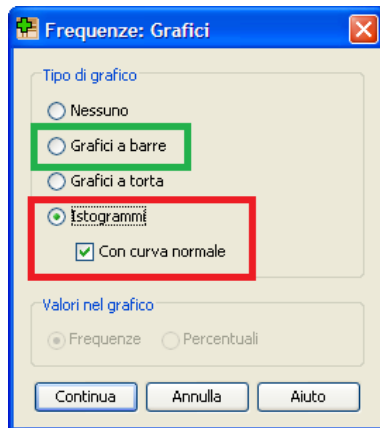 Frequenze: Grafici
Tipo di grafico
Nessuno
Grafici a barre
Grafici a torta
Istogrammi
Con curva normale
Valori nel grafico
Frequenze Percentuali
Continua Annulla Aiuto